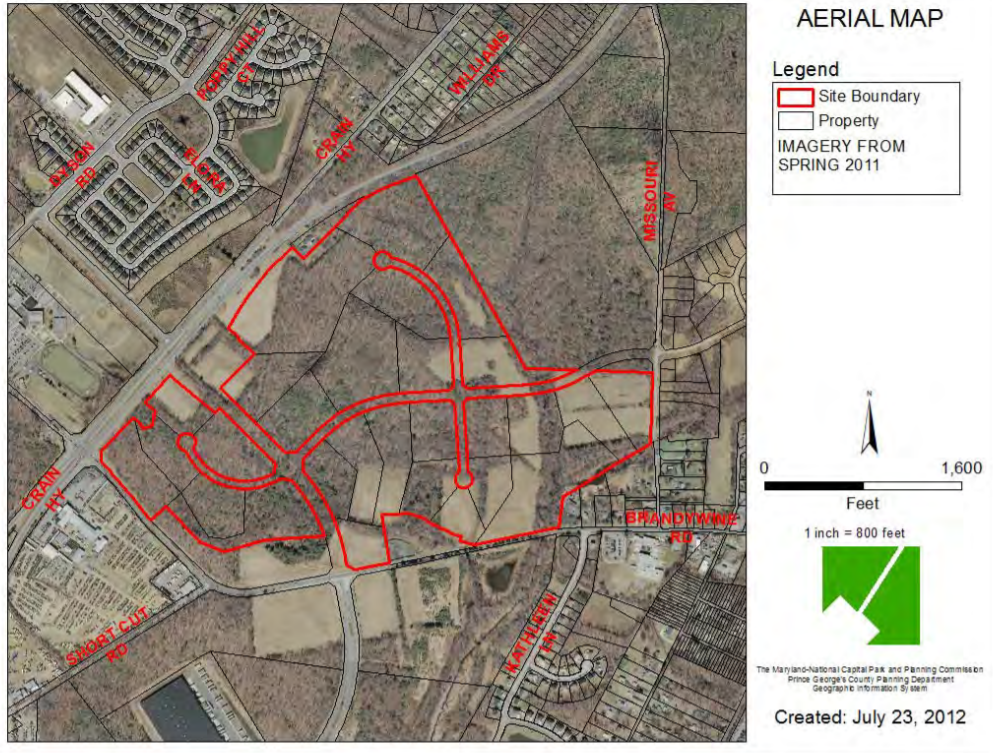 AERIAL MAP
Legend
Site Boundary
Property
IMAGERY FROM
SPRING 2011
POPPY HILL
CT
WILLIAMS
DR
CRAIN
HY
DYSON
RD
FLORA
LN
MISSOURI
AV
CRAIN
HY
BRANDYWINE
RD
SHORT CUT
RD
KATHLEEN
LN
N
0 1,600
Feet
1 inch = 800 feet
The Maryland-National Capital Park and Planning Commission
Prince George's County Planning Department
Geographic Information System
Created: July 23, 2012